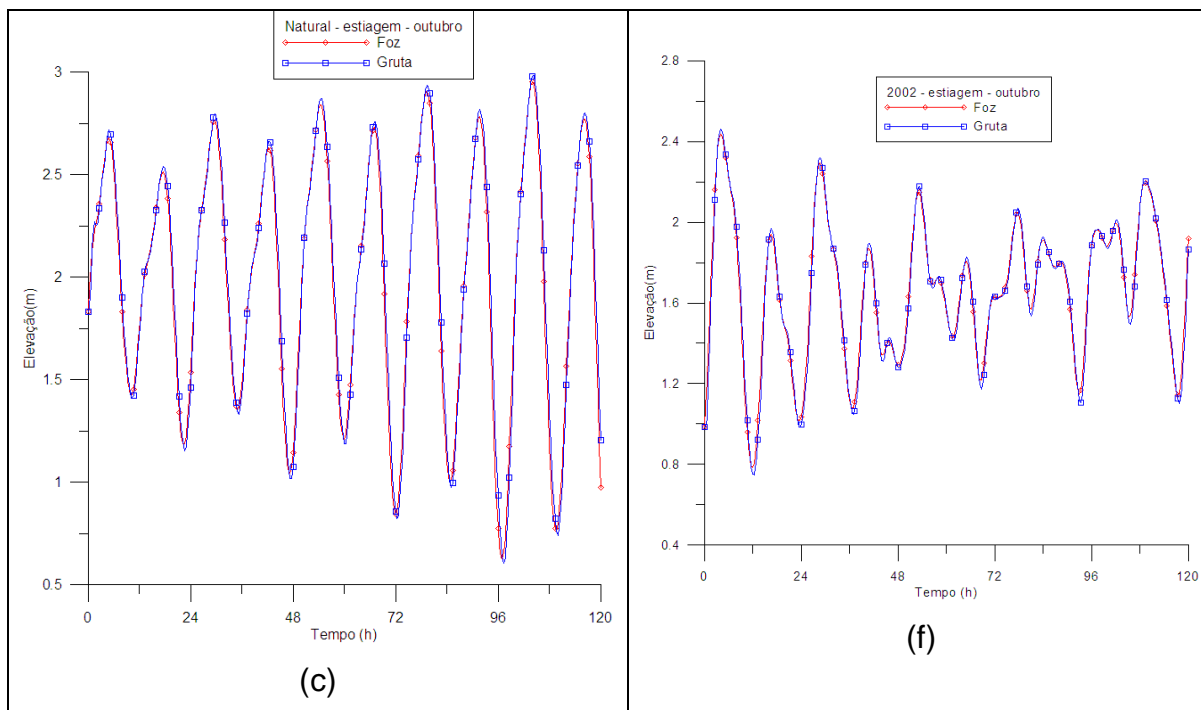 Natural - estiagem - outubro
Foz
Gruta
3
2.5
2
1.5
1
0.5
Elevação(m)
0
24
48
72
96
120
Tempo (h)
(c)
2002 - estiagem - outubro
Foz
Gruta
2.8
2.4
2
1.6
1.2
0.8
0.4
Elevação(m)
0
24
48
72
96
120
Tempo (h)
(f)